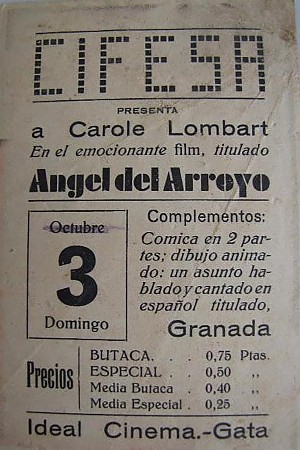 CIFESA
PRESENTA
a Carole Lombart
En el emocionante film, titulado
Angel del Arroyo
Octubre
3
Domingo
Complementos:
Comica en 2 par-
tes; dibujo anima-
do: un asunto ha-
blado y cantado en
español titulado,
Granada
Precios
BUTACA. . . 0,75 Ptas.
ESPECIAL . . 0,50 „
Media Butaca . 0,40 „
Media Especial . 0,25 „
Ideal Cinema.-Gata